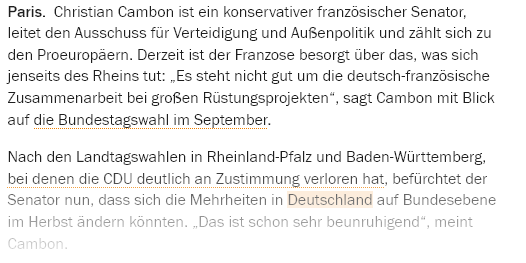 Paris. Christian Cambon ist ein konservativer französischer Senator,
leitet den Ausschuss für Verteidigung und Außenpolitik und zählt sich zu
den Proeuropäern. Derzeit ist der Franzose besorgt über das, was sich
jenseits des Rheins tut: „Es steht nicht gut um die deutsch-französische
Zusammenarbeit bei großen Rüstungsprojekten“, sagt Cambon mit Blick
auf die Bundestagswahl im September.
Nach den Landtagswahlen in Rheinland-Pfalz und Baden-Württemberg,
bei denen die CDU deutlich an Zustimmung verloren hat, befürchtet der
Senator nun, dass sich die Mehrheiten in Deutschland auf Bundesebene
im Herbst ändern könnten. „Das ist schon sehr beunruhigend“, meint
Cambon.